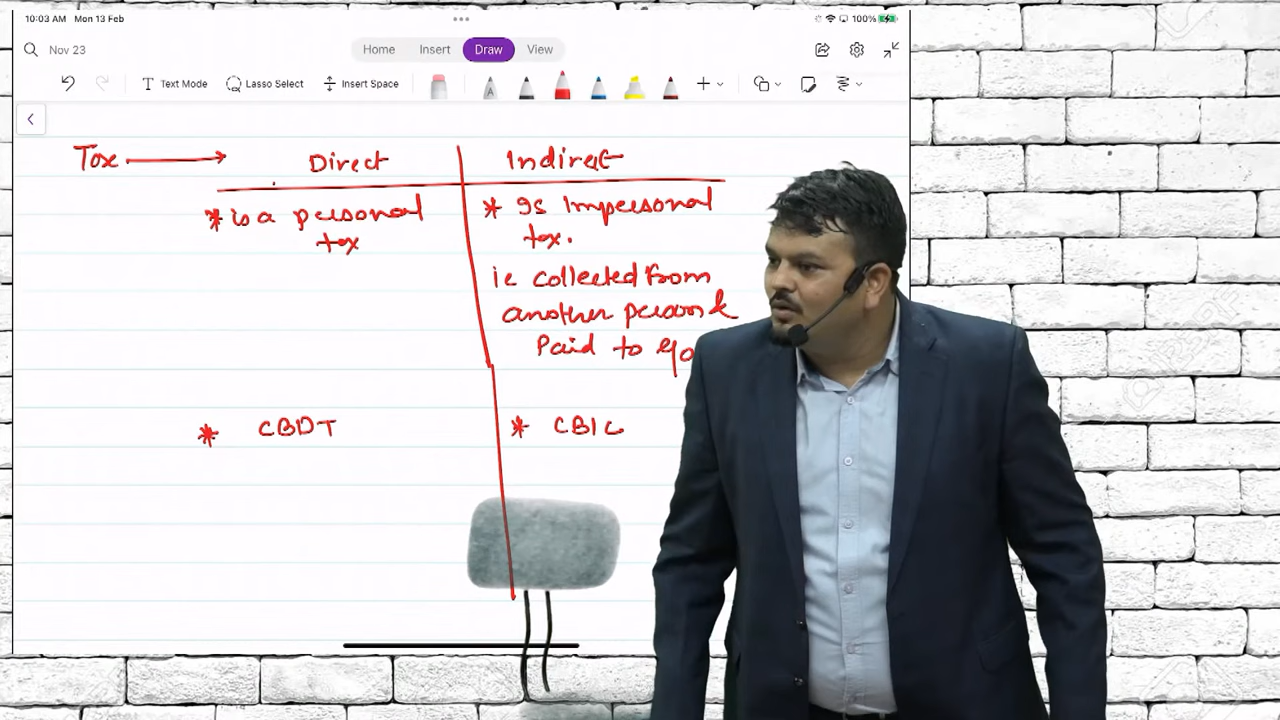 10:03 AM Mon 13 Feb
100%
Nov 23
Home Insert Draw View
Text Mode Lasso Select Insert Space
Tax Direct Indirect
* is a personal
tax
* Is Impersonal
tax.
ie collected from
another person &
Paid to Go
* CBDT
* CBIC